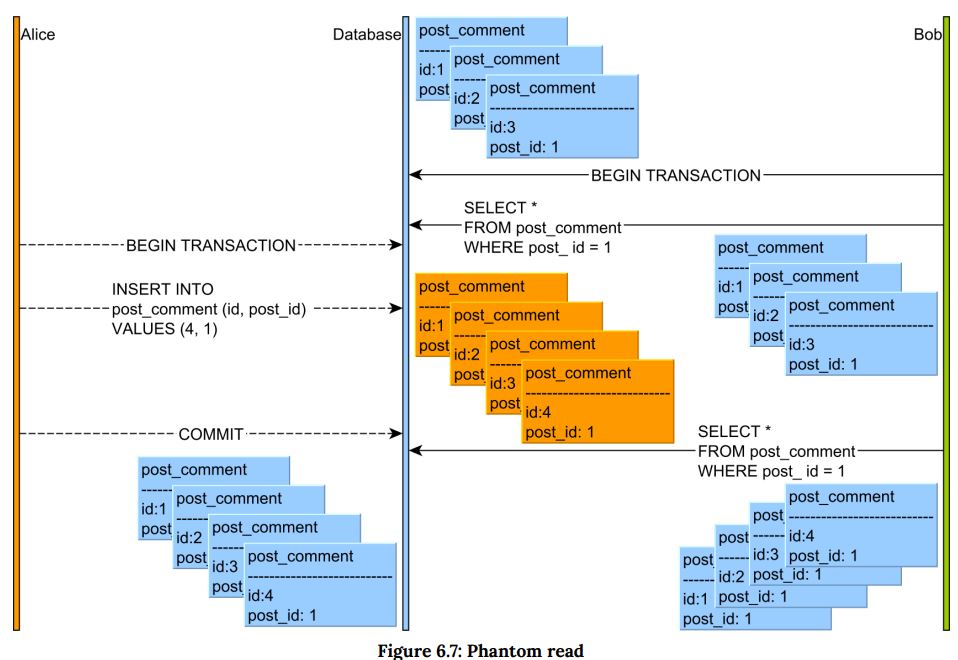 Alice
Database
Bob
post_comment
-----
id:1
post
post_comment
-----
id:2
post_
post_comment
--------------------------
id:3
post_id: 1
BEGIN TRANSACTION
SELECT *
FROM post_comment
WHERE post_ id = 1
BEGIN TRANSACTION
post_comment
-----
id:1
post
post_comment
-----
id:2
post
post_comment
--------------------------
id:3
post_id: 1
INSERT INTO
post_comment (id, post_id)
VALUES (4, 1)
post_comment
-----
id:1
post
post_comment
-----
id:2
post_
post_comment
-----
id:3
post
post_comment
--------------------------
id:4
post_id: 1
COMMIT
SELECT *
FROM post_comment
WHERE post_ id = 1
post_comment
-----
id:1
post
post_comment
-----
id:2
post_
post_comment
-----
id:3
post
post_comment
--------------------------
id:4
post_id: 1
post_comment
--------------------------
id:4
post_id: 1
post
-----
id:3
post_id: 1
post
-----
id:2
post_id: 1
post
-----
id:1
post_id: 1
Figure 6.7: Phantom read